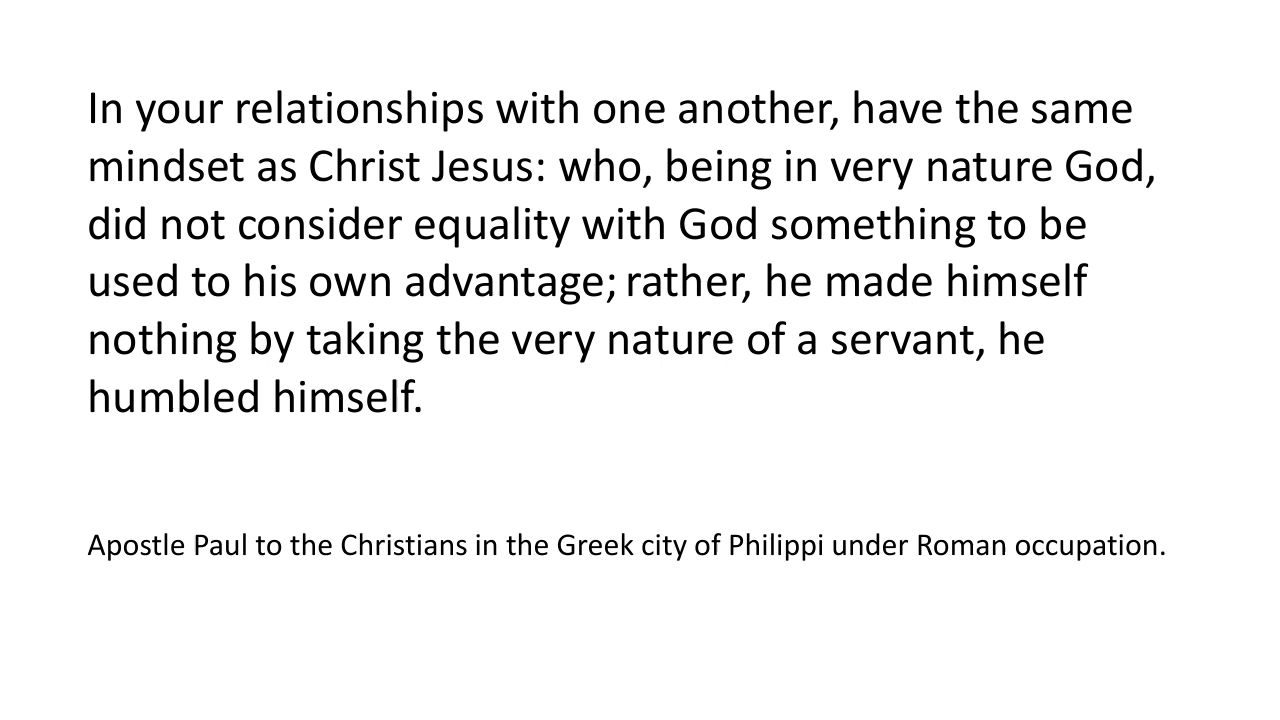 In your relationships with one another, have the same
mindset as Christ Jesus: who, being in very nature God,
did not consider equality with God something to be
used to his own advantage; rather, he made himself
nothing by taking the very nature of a servant, he
humbled himself.
Apostle Paul to the Christians in the Greek city of Philippi under Roman occupation.